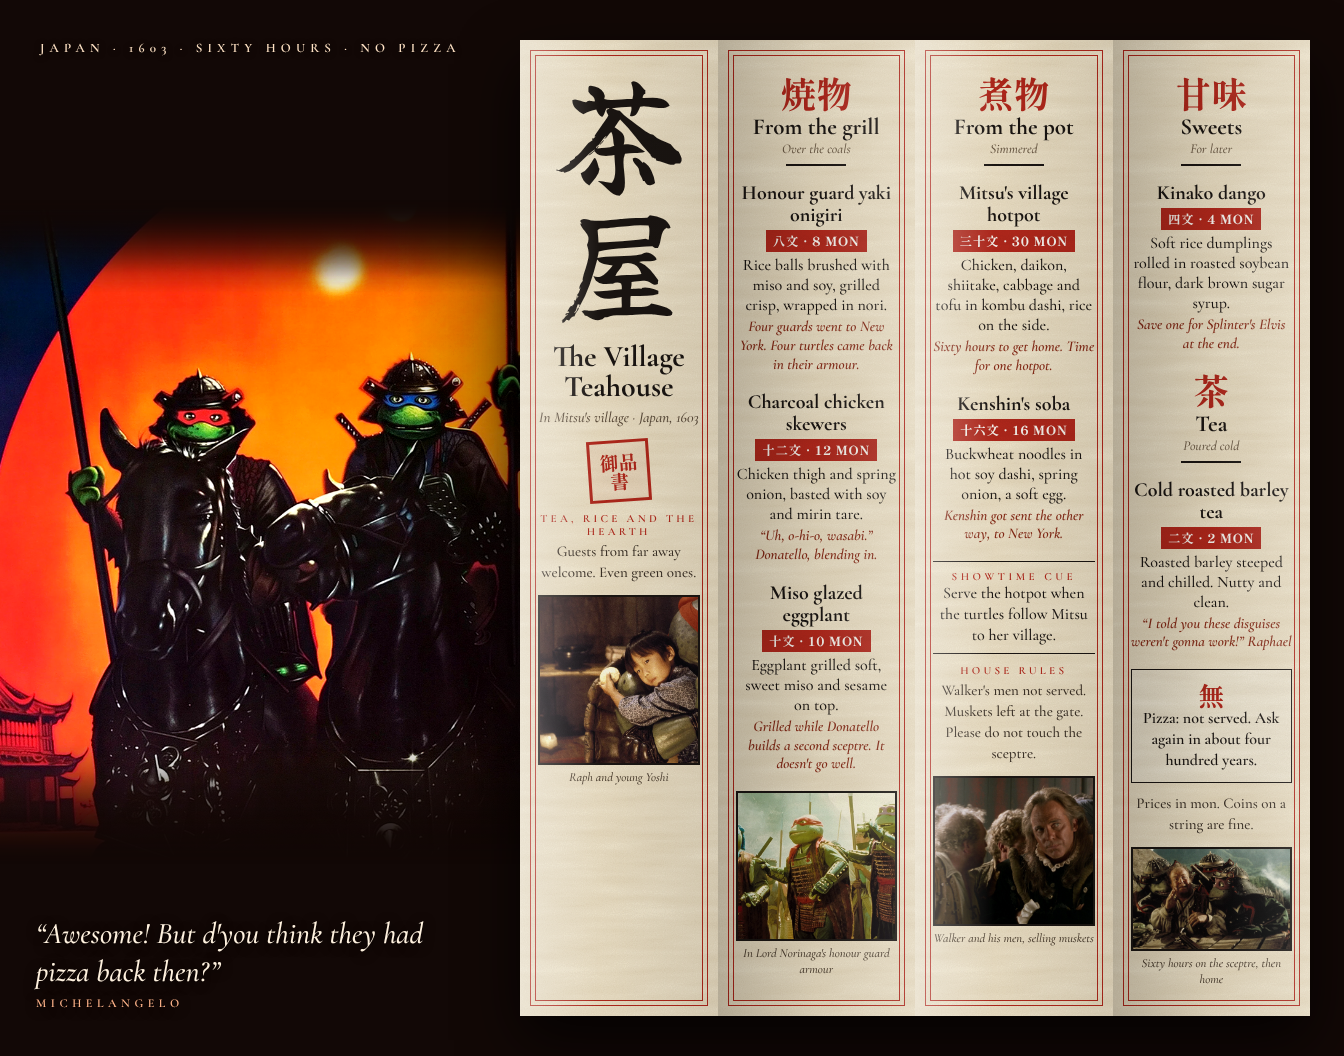 JAPAN · 1603 · SIXTY HOURS · NO PIZZA
“Awesome! But d'you think they had
pizza back then?”
MICHELANGELO
茶
屋
The Village
Teahouse
In Mitsu's village · Japan, 1603
御品
書
TEA, RICE AND THE
HEARTH
Guests from far away
welcome. Even green ones.
Raph and young Yoshi
焼物
From the grill
Over the coals
Honour guard yaki
onigiri
八文 · 8 MON
Rice balls brushed with
miso and soy, grilled
crisp, wrapped in nori.
Four guards went to New
York. Four turtles came back
in their armour.
Charcoal chicken
skewers
十二文 · 12 MON
Chicken thigh and spring
onion, basted with soy
and mirin tare.
“Uh, o-hi-o, wasabi.”
Donatello, blending in.
Miso glazed
eggplant
十文 · 10 MON
Eggplant grilled soft,
sweet miso and sesame
on top.
Grilled while Donatello
builds a second sceptre. It
doesn't go well.
In Lord Norinaga's honour guard
armour
煮物
From the pot
Simmered
Mitsu's village
hotpot
三十文 · 30 MON
Chicken, daikon,
shiitake, cabbage and
tofu in kombu dashi, rice
on the side.
Sixty hours to get home. Time
for one hotpot.
Kenshin's soba
十六文 · 16 MON
Buckwheat noodles in
hot soy dashi, spring
onion, a soft egg.
Kenshin got sent the other
way, to New York.
SHOWTIME CUE
Serve the hotpot when
the turtles follow Mitsu
to her village.
HOUSE RULES
Walker's men not served.
Muskets left at the gate.
Please do not touch the
sceptre.
Walker and his men, selling muskets
甘味
Sweets
For later
Kinako dango
四文 · 4 MON
Soft rice dumplings
rolled in roasted soybean
flour, dark brown sugar
syrup.
Save one for Splinter's Elvis
at the end.
茶
Tea
Poured cold
Cold roasted barley
tea
二文 · 2 MON
Roasted barley steeped
and chilled. Nutty and
clean.
“I told you these disguises
weren't gonna work!” Raphael
無
Pizza: not served. Ask
again in about four
hundred years.
Prices in mon. Coins on a
string are fine.
Sixty hours on the sceptre, then
home